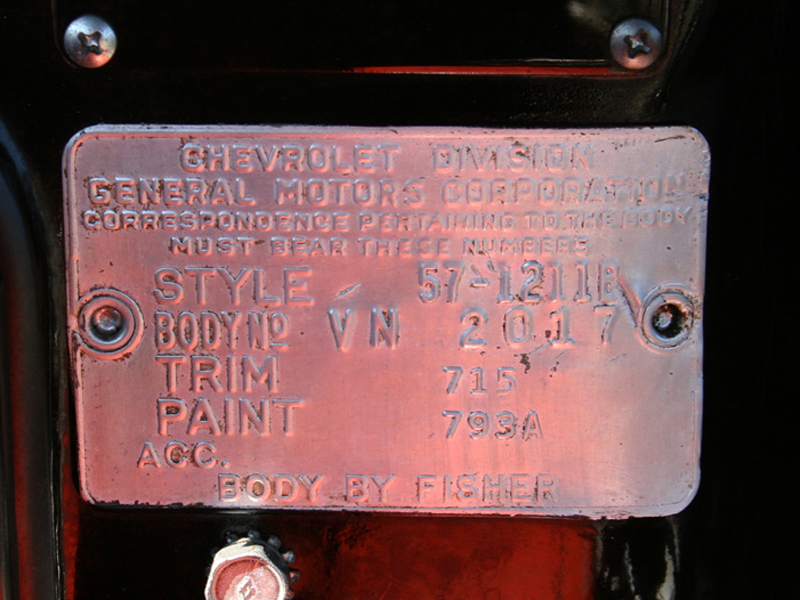 CHEVROLET DIVISION
GENERAL MOTORS CORPORATION
CORRESPONDENCE PERTAINING TO THE BODY
MUST BEAR THESE NUMBERS
STYLE 57-1211B
BODY NO VN 2017
TRIM 715
PAINT 793A
ACC.
BODY BY FISHER
E